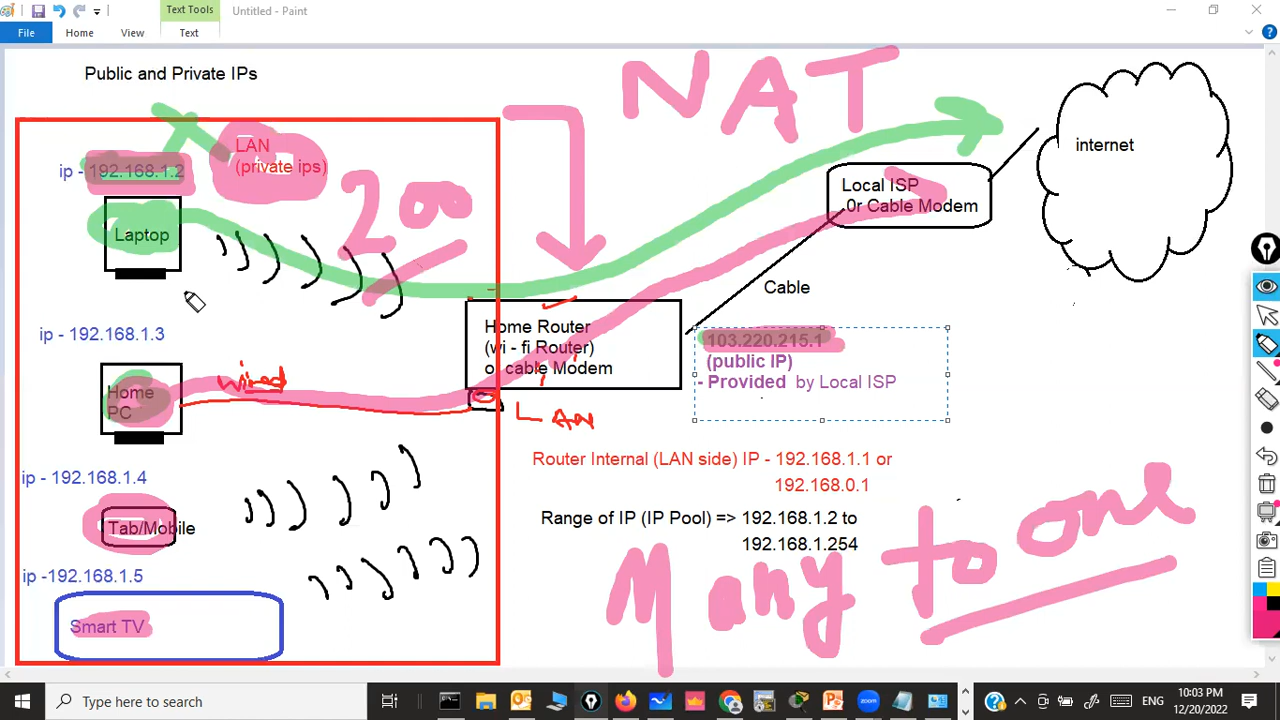 Text Tools
Untitled - Paint
File
Home
View
Text
Public and Private IPs
NAT
LAN
(private ips)
ip - 192.168.1.2
200
Laptop
internet
Local ISP
0r Cable Modem
Cable
Home Router
(wi - fi Router)
or cable Modem
103.220.215.1
(public IP)
- Provided by Local ISP
ip - 192.168.1.3
Wired
Home
PC
LAN
Router Internal (LAN side) IP - 192.168.1.1 or
192.168.0.1
ip - 192.168.1.4
Range of IP (IP Pool) => 192.168.1.2 to
192.168.1.254
Tab/Mobile
Many to one
ip -192.168.1.5
Smart TV
Type here to search
zoom
ENG
10:03 PM
12/20/2022